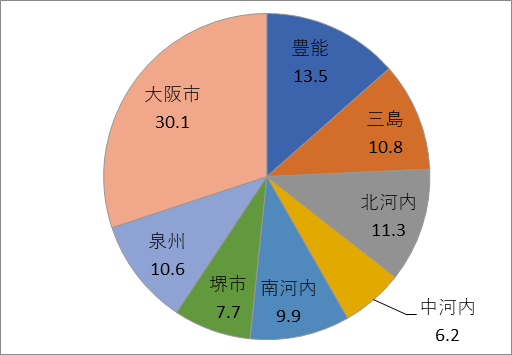 豊能
13.5
三島
10.8
北河内
11.3
中河内
6.2
南河内
9.9
堺市
7.7
泉州
10.6
大阪市
30.1